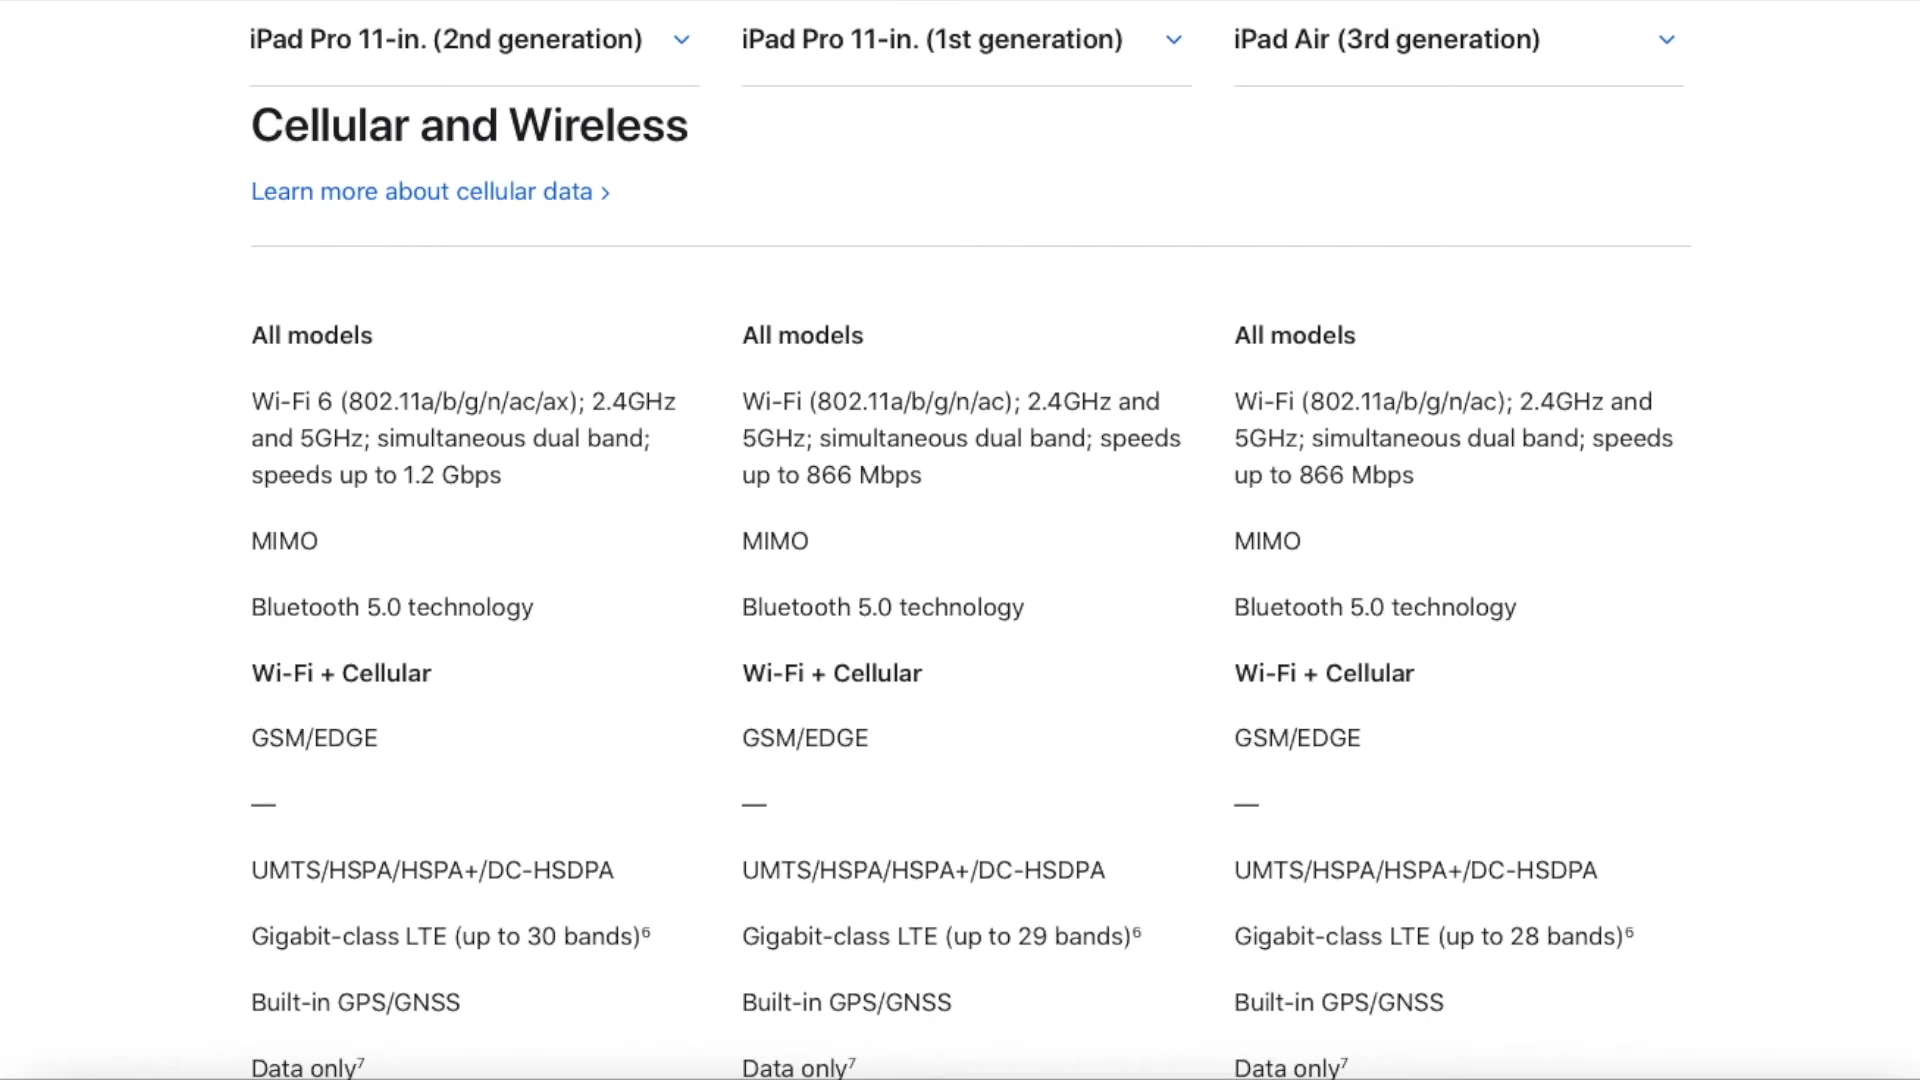 iPad Pro 11-in. (2nd generation)
iPad Pro 11-in. (1st generation)
iPad Air (3rd generation)
Cellular and Wireless
Learn more about cellular data >
All models
Wi-Fi 6 (802.11a/b/g/n/ac/ax); 2.4GHz
and 5GHz; simultaneous dual band;
speeds up to 1.2 Gbps
MIMO
Bluetooth 5.0 technology
Wi-Fi + Cellular
GSM/EDGE
—
UMTS/HSPA/HSPA+/DC-HSDPA
Gigabit-class LTE (up to 30 bands)⁶
Built-in GPS/GNSS
Data only⁷
All models
Wi-Fi (802.11a/b/g/n/ac); 2.4GHz and
5GHz; simultaneous dual band; speeds
up to 866 Mbps
MIMO
Bluetooth 5.0 technology
Wi-Fi + Cellular
GSM/EDGE
—
UMTS/HSPA/HSPA+/DC-HSDPA
Gigabit-class LTE (up to 29 bands)⁶
Built-in GPS/GNSS
Data only⁷
All models
Wi-Fi (802.11a/b/g/n/ac); 2.4GHz and
5GHz; simultaneous dual band; speeds
up to 866 Mbps
MIMO
Bluetooth 5.0 technology
Wi-Fi + Cellular
GSM/EDGE
—
UMTS/HSPA/HSPA+/DC-HSDPA
Gigabit-class LTE (up to 28 bands)⁶
Built-in GPS/GNSS
Data only⁷